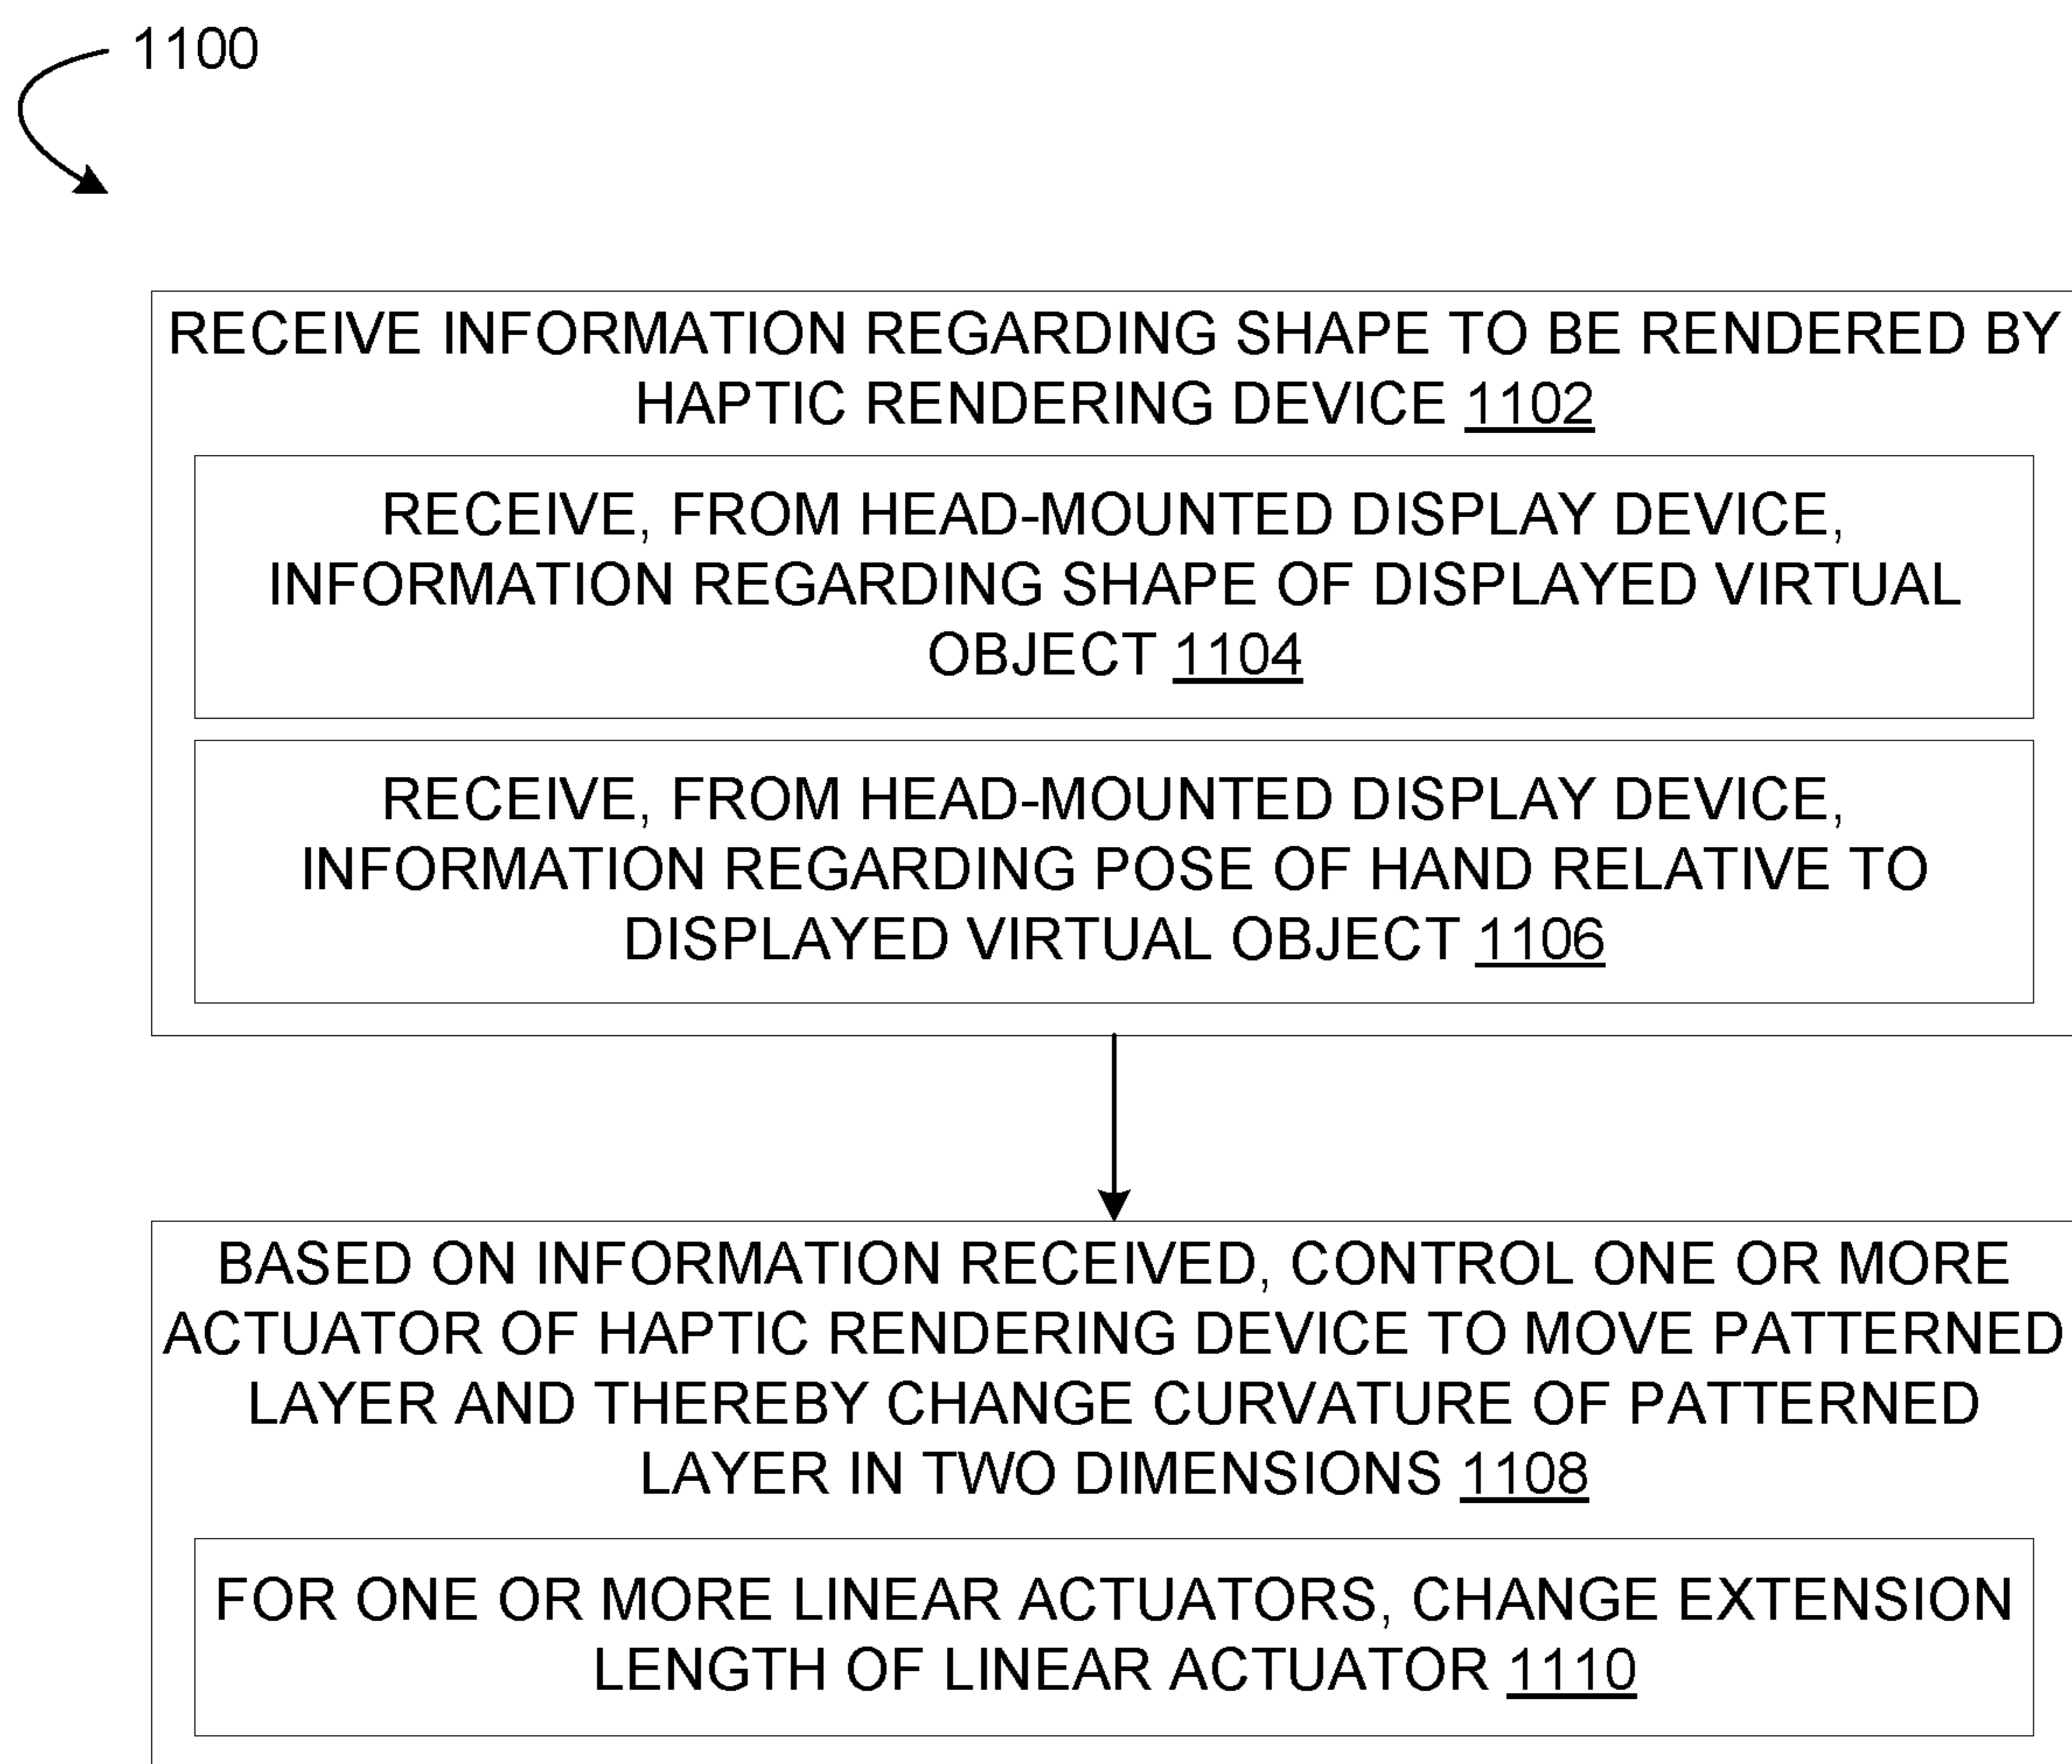 1100
RECEIVE INFORMATION REGARDING SHAPE TO BE RENDERED BY
HAPTIC RENDERING DEVICE 1102
RECEIVE, FROM HEAD-MOUNTED DISPLAY DEVICE,
INFORMATION REGARDING SHAPE OF DISPLAYED VIRTUAL
OBJECT 1104
RECEIVE, FROM HEAD-MOUNTED DISPLAY DEVICE,
INFORMATION REGARDING POSE OF HAND RELATIVE TO
DISPLAYED VIRTUAL OBJECT 1106
BASED ON INFORMATION RECEIVED, CONTROL ONE OR MORE
ACTUATOR OF HAPTIC RENDERING DEVICE TO MOVE PATTERNED
LAYER AND THEREBY CHANGE CURVATURE OF PATTERNED
LAYER IN TWO DIMENSIONS 1108
FOR ONE OR MORE LINEAR ACTUATORS, CHANGE EXTENSION
LENGTH OF LINEAR ACTUATOR 1110